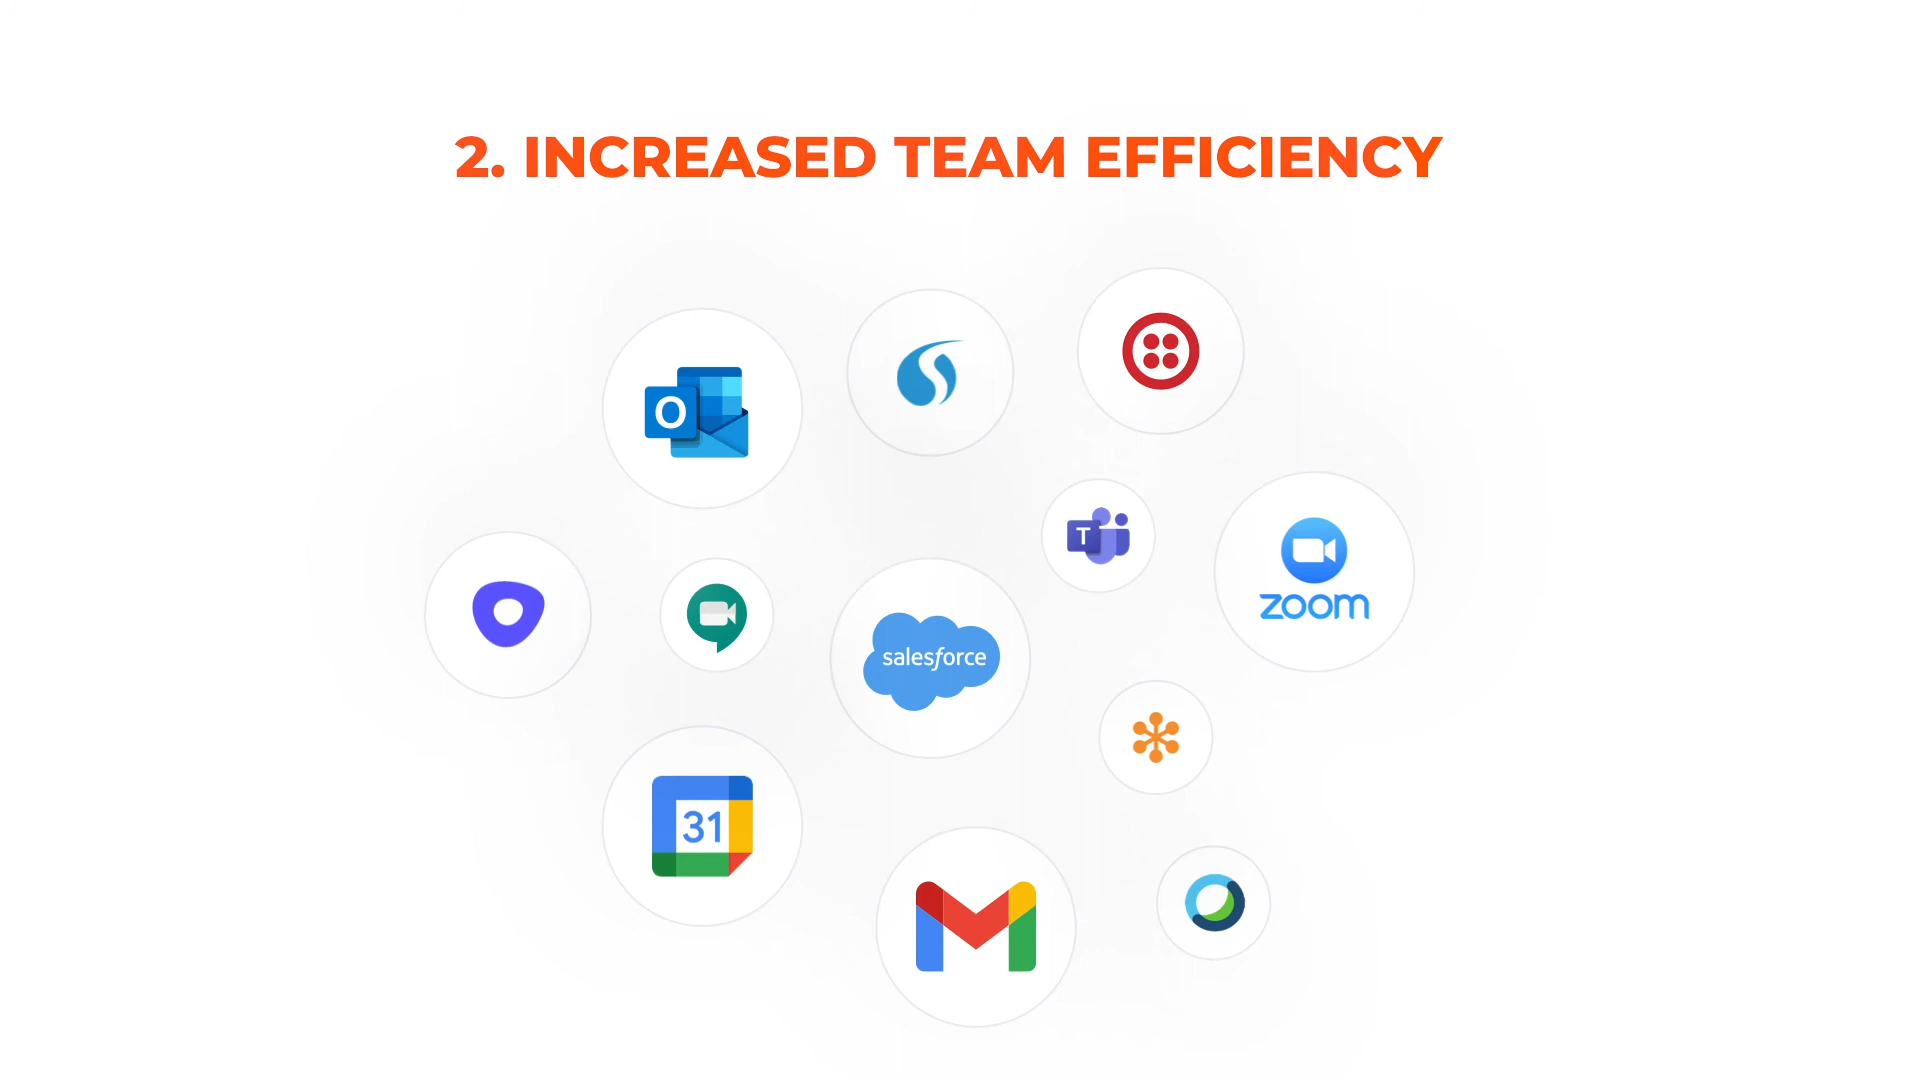 2. INCREASED TEAM EFFICIENCY
O
T
zoom
salesforce
31